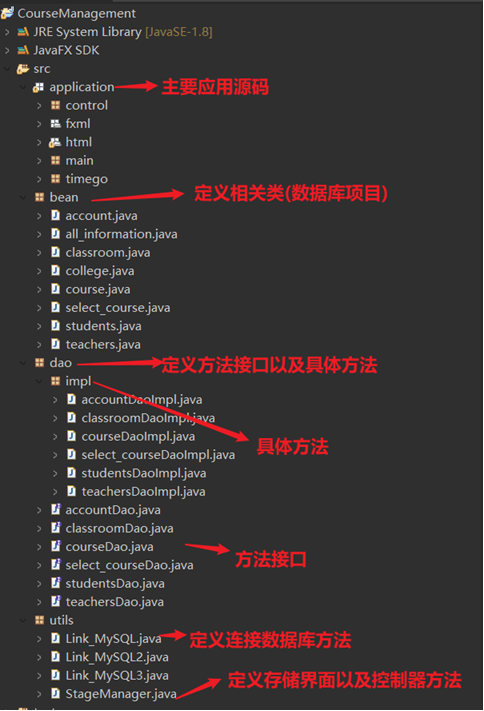 CourseManagement
JRE System Library [JavaSE-1.8]
JavaFX SDK
src
application 主要应用源码
control
fxml
html
main
timego
bean 定义相关类(数据库项目)
account.java
all_information.java
classroom.java
college.java
course.java
select_course.java
students.java
teachers.java
dao 定义方法接口以及具体方法
impl
accountDaoImpl.java
classroomDaoImpl.java
courseDaoImpl.java 具体方法
select_courseDaoImpl.java
studentsDaoImpl.java
teachersDaoImpl.java
accountDao.java
classroomDao.java
courseDao.java 方法接口
select_courseDao.java
studentsDao.java
teachersDao.java
utils
Link_MySQL.java 定义连接数据库方法
Link_MySQL2.java
Link_MySQL3.java
StageManager.java 定义存储界面以及控制器方法